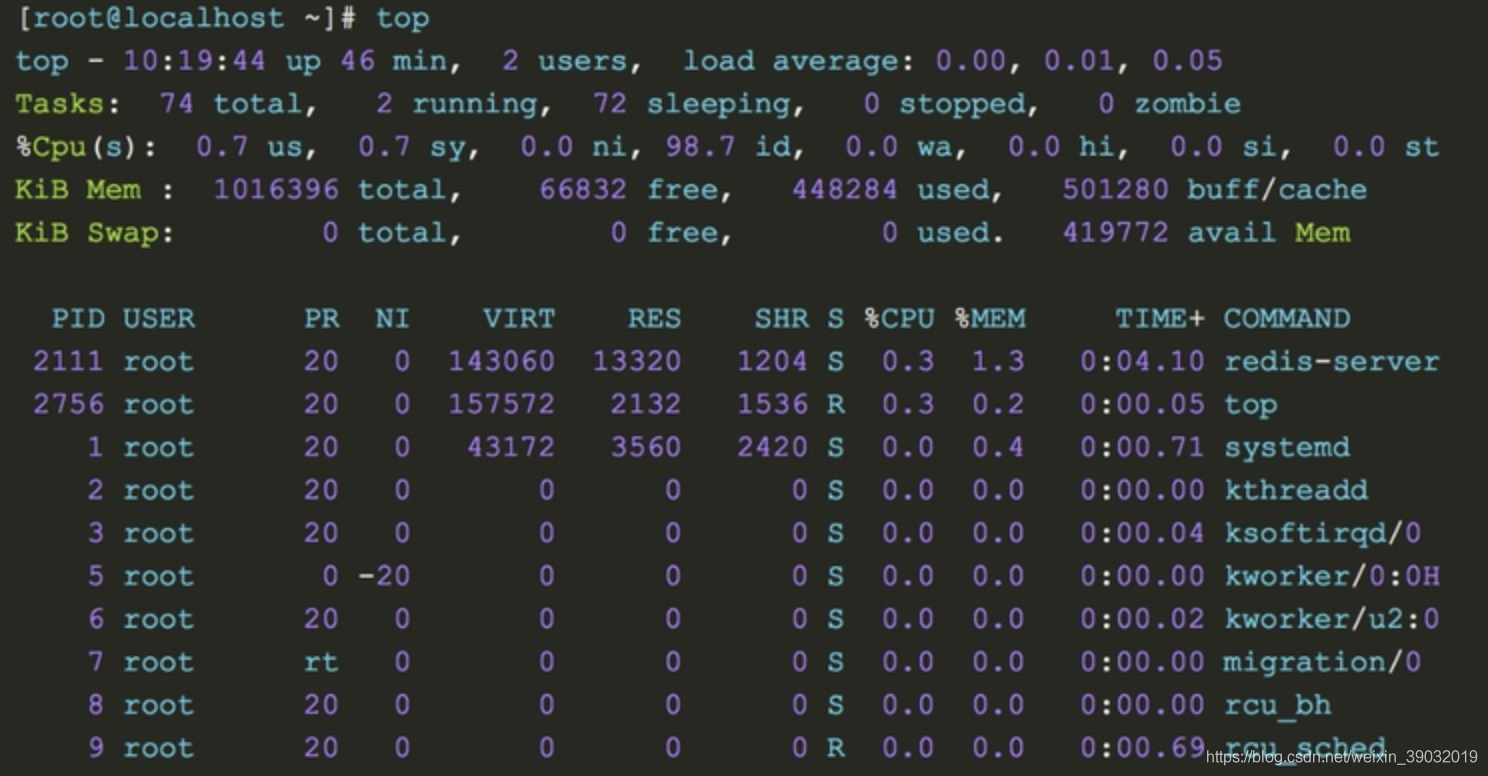 [root@localhost ~]# top
top - 10:19:44 up 46 min,  2 users,  load average: 0.00, 0.01, 0.05
Tasks:  74 total,   2 running,  72 sleeping,   0 stopped,   0 zombie
%Cpu(s):  0.7 us,  0.7 sy,  0.0 ni, 98.7 id,  0.0 wa,  0.0 hi,  0.0 si,  0.0 st
KiB Mem :  1016396 total,    66832 free,   448284 used,   501280 buff/cache
KiB Swap:        0 total,        0 free,        0 used.   419772 avail Mem
  PID USER      PR  NI    VIRT    RES    SHR S %CPU %MEM     TIME+ COMMAND
 2111 root      20   0  143060  13320   1204 S  0.3  1.3   0:04.10 redis-server
 2756 root      20   0  157572   2132   1536 R  0.3  0.2   0:00.05 top
    1 root      20   0   43172   3560   2420 S  0.0  0.4   0:00.71 systemd
    2 root      20   0       0      0      0 S  0.0  0.0   0:00.00 kthreadd
    3 root      20   0       0      0      0 S  0.0  0.0   0:00.04 ksoftirqd/0
    5 root       0 -20       0      0      0 S  0.0  0.0   0:00.00 kworker/0:0H
    6 root      20   0       0      0      0 S  0.0  0.0   0:00.02 kworker/u2:0
    7 root      rt   0       0      0      0 S  0.0  0.0   0:00.00 migration/0
    8 root      20   0       0      0      0 S  0.0  0.0   0:00.00 rcu_bh
    9 root      20   0       0      0      0 R  0.0  0.0   0:00.69 rcu_sched
https://blog.csdn.net/weixin_39032019